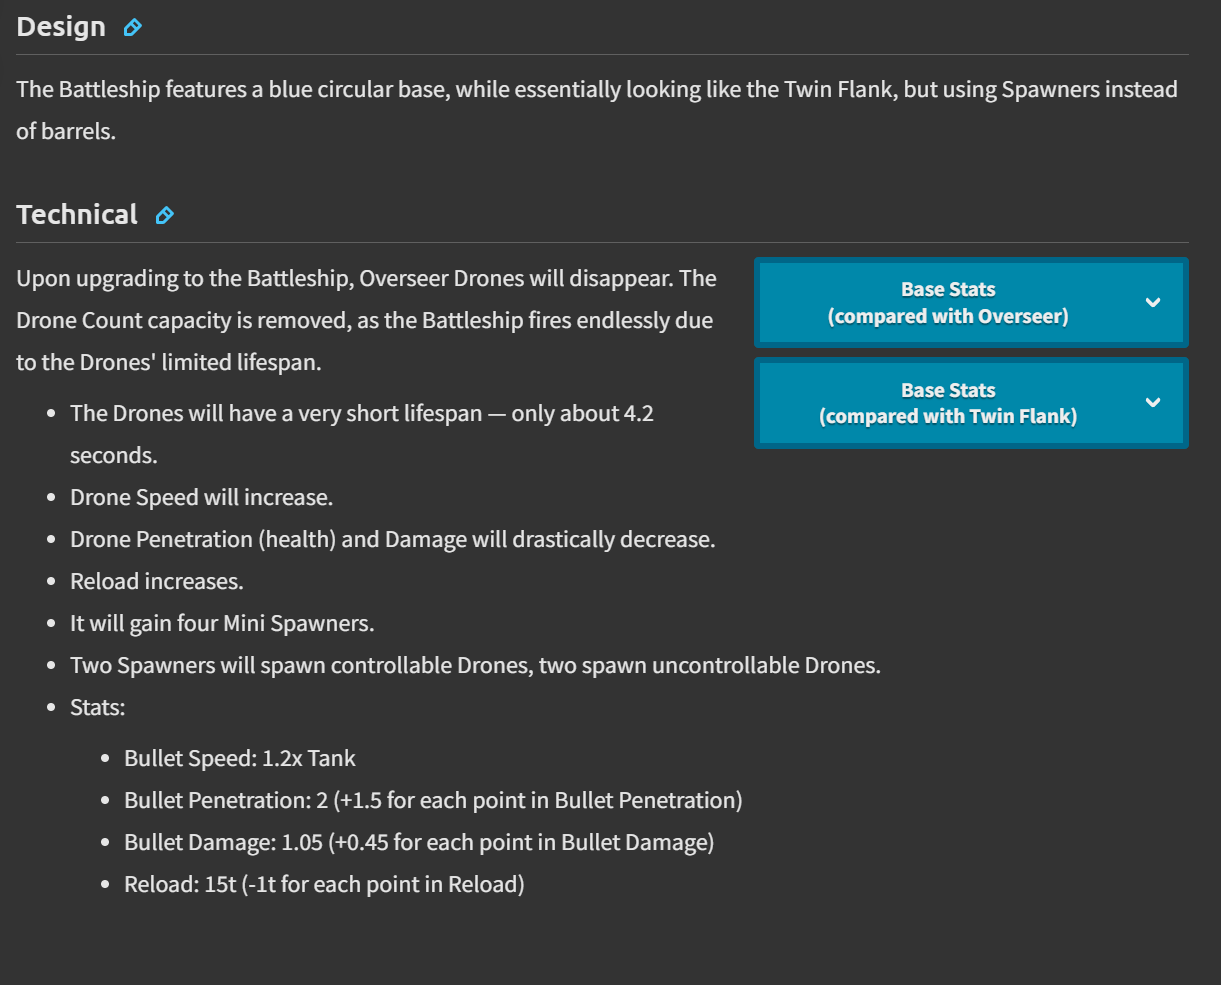 Design
The Battleship features a blue circular base, while essentially looking like the Twin Flank, but using Spawners instead
of barrels.
Technical
Upon upgrading to the Battleship, Overseer Drones will disappear. The
Drone Count capacity is removed, as the Battleship fires endlessly due
to the Drones' limited lifespan.
Base Stats
(compared with Overseer)
Base Stats
(compared with Twin Flank)
• The Drones will have a very short lifespan — only about 4.2
seconds.
• Drone Speed will increase.
• Drone Penetration (health) and Damage will drastically decrease.
• Reload increases.
• It will gain four Mini Spawners.
• Two Spawners will spawn controllable Drones, two spawn uncontrollable Drones.
• Stats:
• Bullet Speed: 1.2x Tank
• Bullet Penetration: 2 (+1.5 for each point in Bullet Penetration)
• Bullet Damage: 1.05 (+0.45 for each point in Bullet Damage)
• Reload: 15t (-1t for each point in Reload)